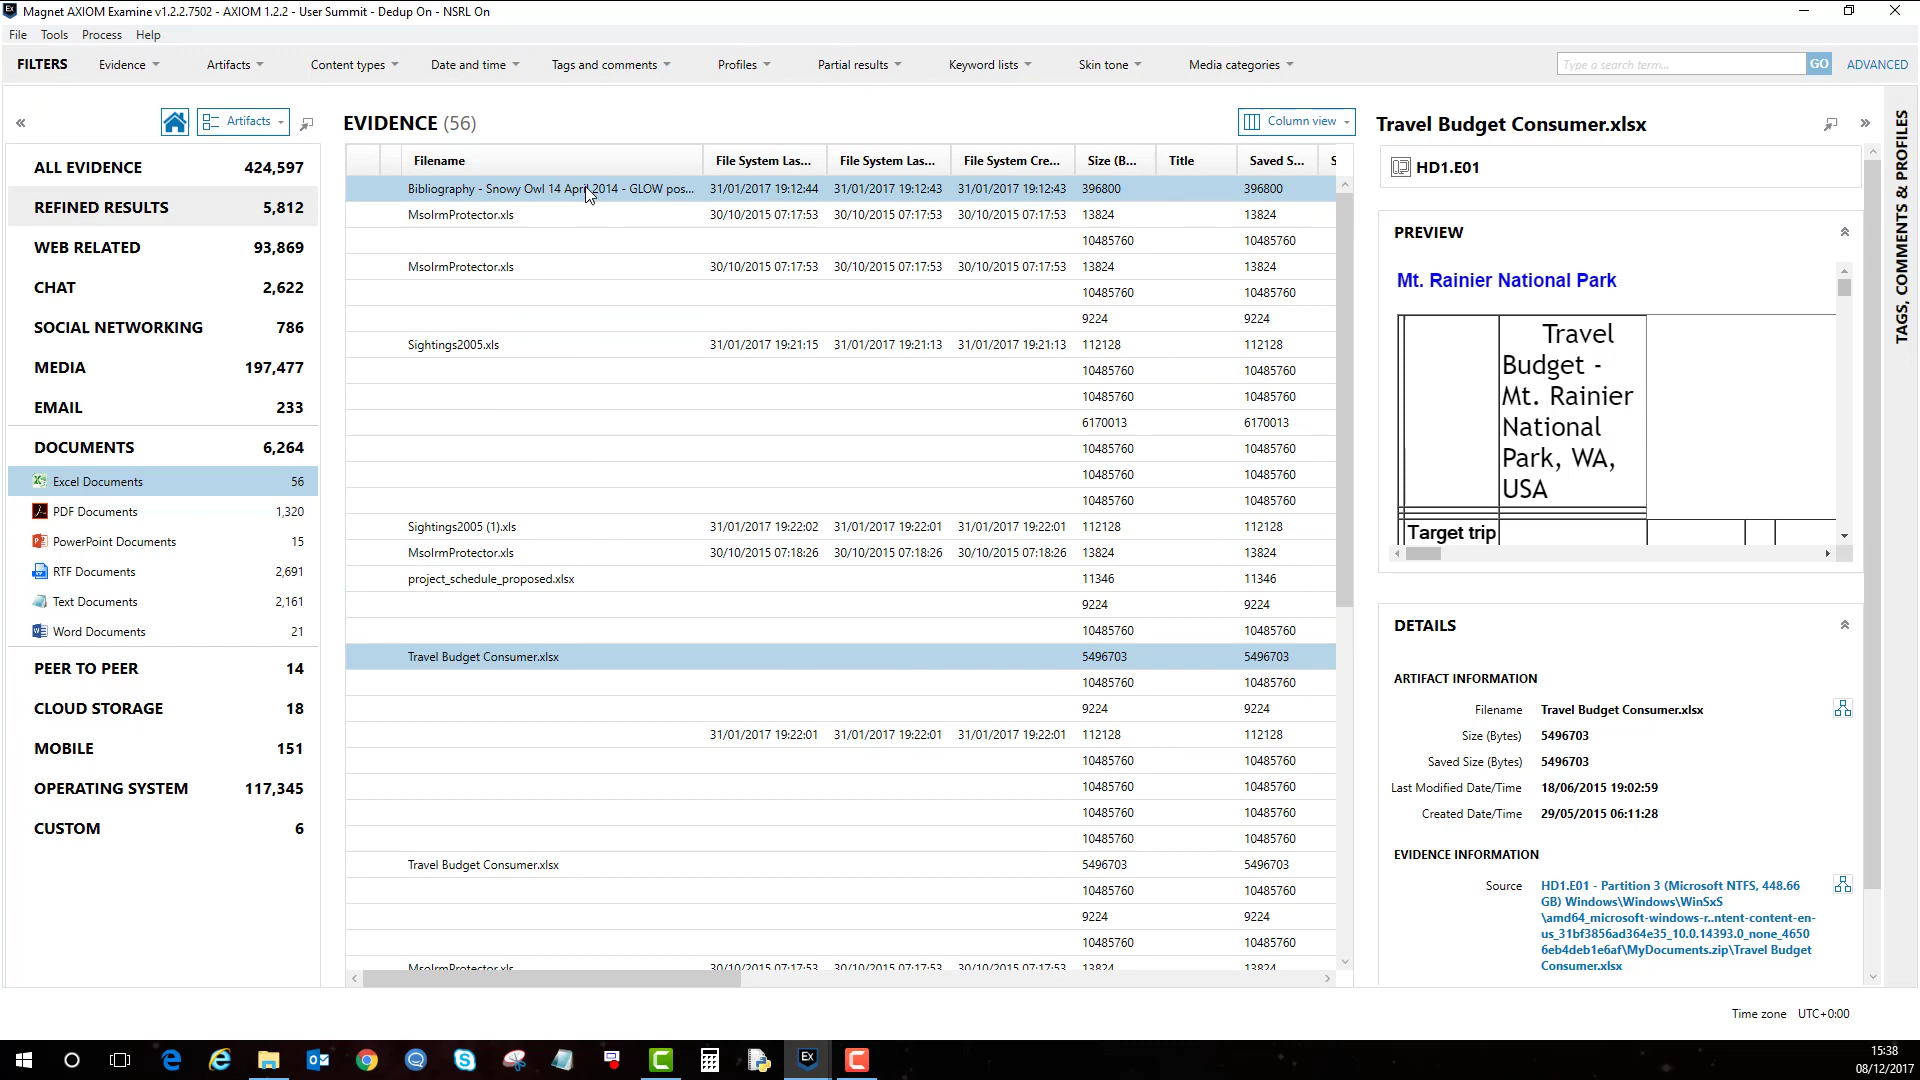 Magnet AXIOM Examine v1.2.2.7502 - AXIOM 1.2.2 - User Summit - Dedup On - NSRL On
File Tools Process Help
FILTERS Evidence Artifacts Content types Date and time Tags and comments Profiles Partial results Keyword lists Skin tone Media categories Type a search term... GO ADVANCED
Artifacts
ALL EVIDENCE 424,597
REFINED RESULTS 5,812
WEB RELATED 93,869
CHAT 2,622
SOCIAL NETWORKING 786
MEDIA 197,477
EMAIL 233
DOCUMENTS 6,264
Excel Documents 56
PDF Documents 1,320
PowerPoint Documents 15
RTF Documents 2,691
Text Documents 2,161
Word Documents 21
PEER TO PEER 14
CLOUD STORAGE 18
MOBILE 151
OPERATING SYSTEM 117,345
CUSTOM 6
EVIDENCE (56)
Column view
Filename File System Las... File System Las... File System Cre... Size (B... Title Saved S... S
Bibliography - Snowy Owl 14 April 2014 - GLOW pos... 31/01/2017 19:12:44 31/01/2017 19:12:43 31/01/2017 19:12:43 396800 396800
MsoIrmProtector.xls 30/10/2015 07:17:53 30/10/2015 07:17:53 30/10/2015 07:17:53 13824 13824
10485760 10485760
MsoIrmProtector.xls 30/10/2015 07:17:53 30/10/2015 07:17:53 30/10/2015 07:17:53 13824 13824
10485760 10485760
9224 9224
Sightings2005.xls 31/01/2017 19:21:15 31/01/2017 19:21:13 31/01/2017 19:21:13 112128 112128
10485760 10485760
10485760 10485760
6170013 6170013
10485760 10485760
10485760 10485760
10485760 10485760
Sightings2005 (1).xls 31/01/2017 19:22:02 31/01/2017 19:22:01 31/01/2017 19:22:01 112128 112128
MsoIrmProtector.xls 30/10/2015 07:18:26 30/10/2015 07:18:26 30/10/2015 07:18:26 13824 13824
project_schedule_proposed.xlsx 11346 11346
9224 9224
10485760 10485760
Travel Budget Consumer.xlsx 5496703 5496703
10485760 10485760
9224 9224
31/01/2017 19:22:01 31/01/2017 19:22:01 31/01/2017 19:22:01 112128 112128
10485760 10485760
10485760 10485760
10485760 10485760
10485760 10485760
Travel Budget Consumer.xlsx 5496703 5496703
10485760 10485760
9224 9224
10485760 10485760
MsoIrmProtector.xls 30/10/2015 07:17:53 30/10/2015 07:17:53 30/10/2015 07:17:53 13824 13824
Travel Budget Consumer.xlsx
HD1.E01
PREVIEW
Mt. Rainier National Park
Travel
Budget -
Mt. Rainier
National
Park, WA,
USA
Target trip
DETAILS
ARTIFACT INFORMATION
Filename Travel Budget Consumer.xlsx
Size (Bytes) 5496703
Saved Size (Bytes) 5496703
Last Modified Date/Time 18/06/2015 19:02:59
Created Date/Time 29/05/2015 06:11:28
EVIDENCE INFORMATION
Source HD1.E01 - Partition 3 (Microsoft NTFS, 448.66
GB) Windows\Windows\WinSxS
\amd64_microsoft-windows-r..ntent-content-en-
us_31bf3856ad364e35_10.0.14393.0_none_4650
6eb4deb1e6af\MyDocuments.zip\Travel Budget
Consumer.xlsx
TAGS, COMMENTS & PROFILES
Time zone UTC+0:00
15:38
08/12/2017